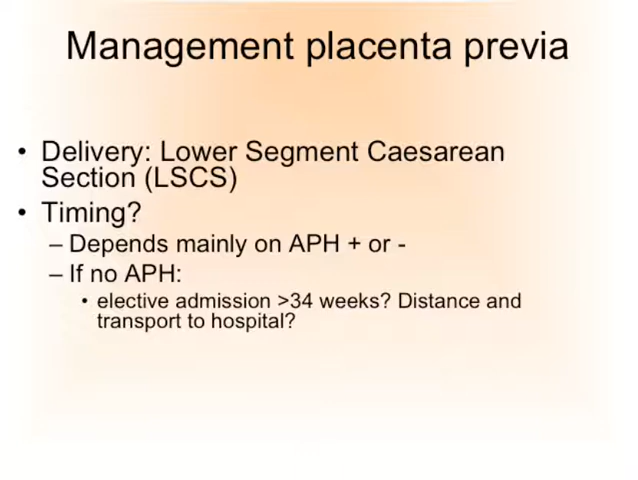 Management placenta previa
• Delivery: Lower Segment Caesarean
Section (LSCS)
• Timing?
– Depends mainly on APH + or -
– If no APH:
• elective admission >34 weeks? Distance and
transport to hospital?